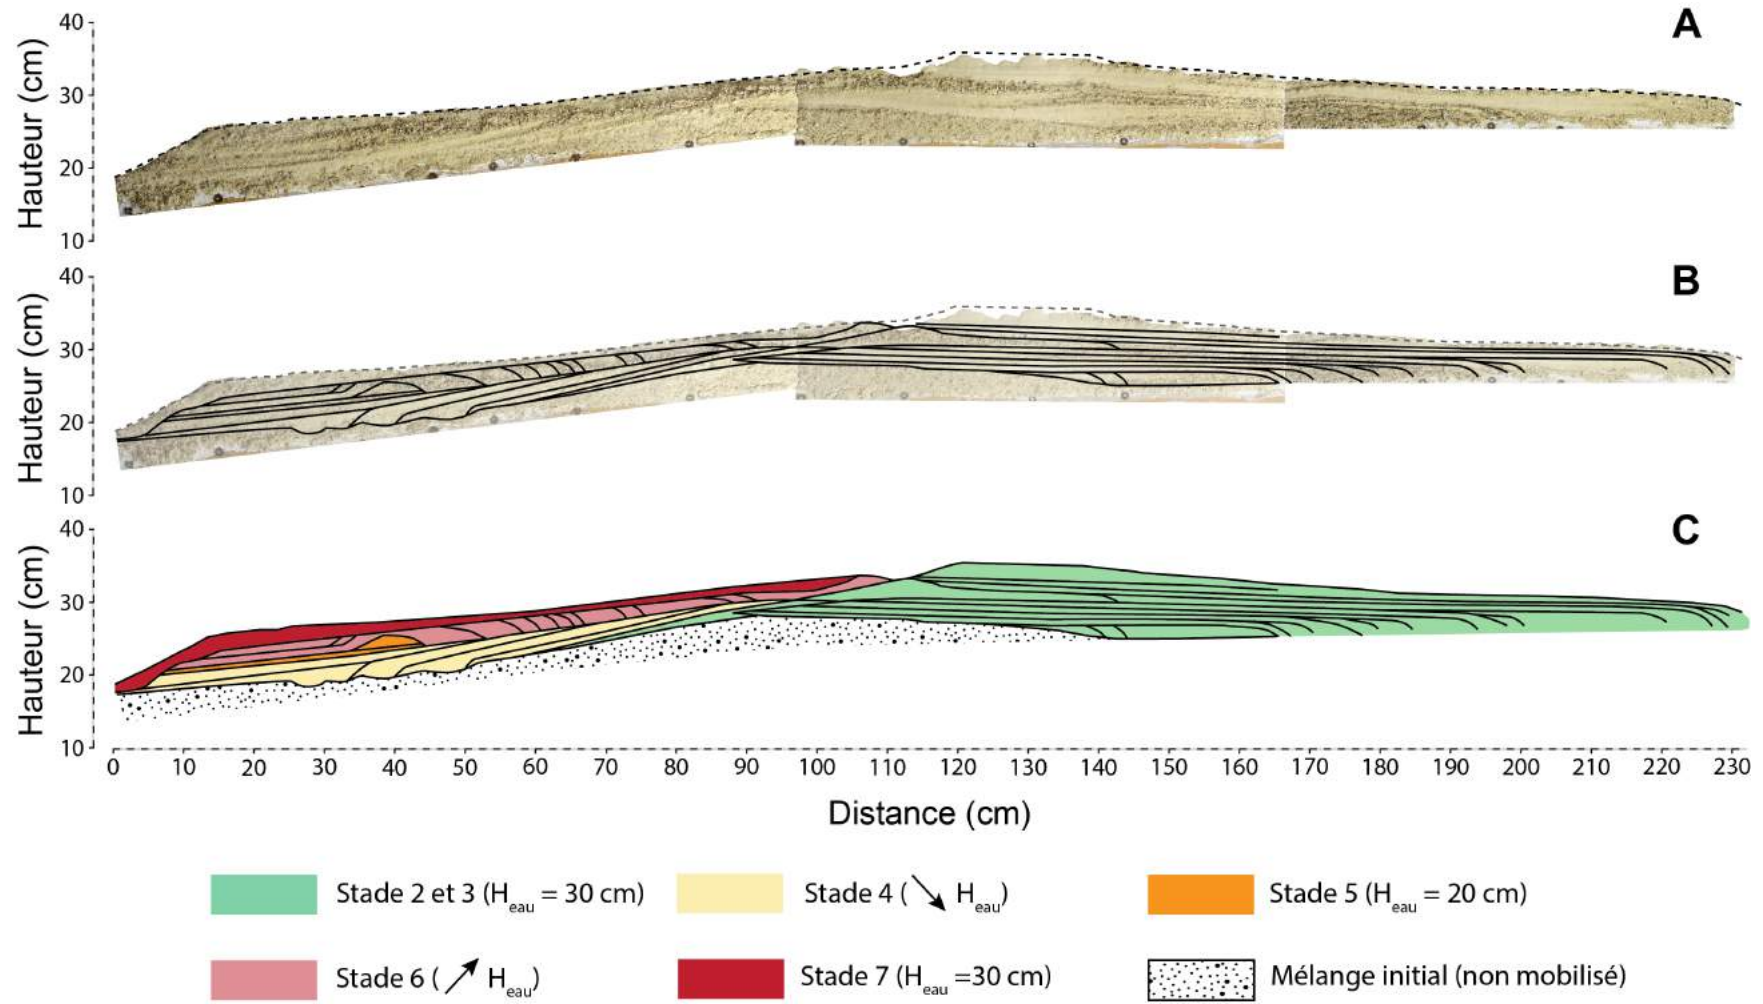 A
Hauteur (cm)
40
30
20
10
B
Hauteur (cm)
40
30
20
10
C
Hauteur (cm)
40
30
20
10
0 10 20 30 40 50 60 70 80 90 100 110 120 130 140 150 160 170 180 190 200 210 220 230
Distance (cm)
Stade 2 et 3 (Heau = 30 cm)
Stade 4 (↘ Heau)
Stade 5 (Heau = 20 cm)
Stade 6 (↗ Heau)
Stade 7 (Heau =30 cm)
Mélange initial (non mobilisé)